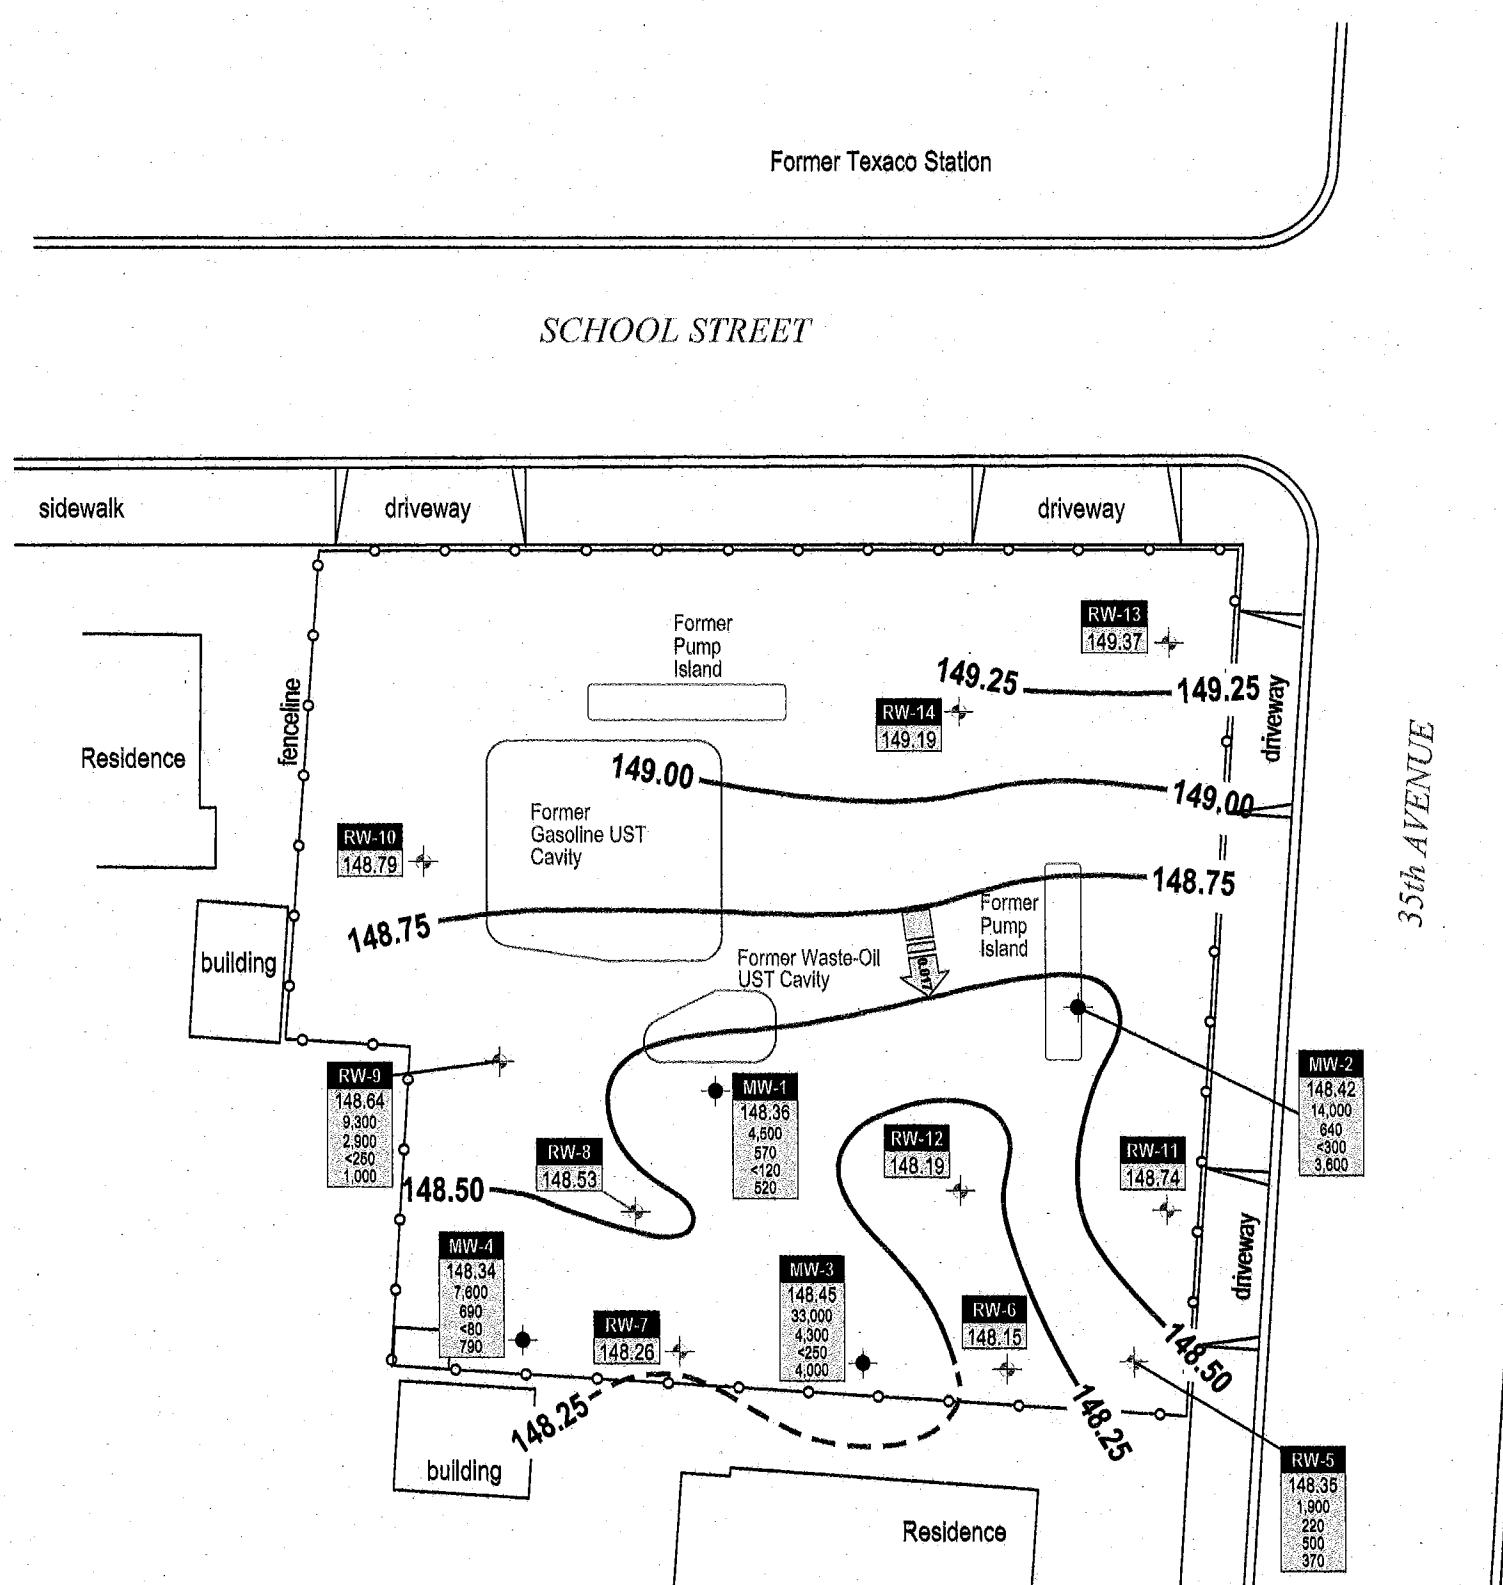 Former Texaco Station
SCHOOL STREET
sidewalk
driveway
driveway
Former
Pump
Island
RW-13
149.37
149.25
149.25
RW-14
149.19
driveway
fenceline
Residence
149.00
149.00
35th AVENUE
Former
Gasoline UST
Cavity
RW-10
148.79
148.75
148.75
Former
Pump
Island
building
Former Waste-Oil
UST Cavity
0.017
RW-9
148.64
9,300
2,900
<250
1,000
MW-1
148.36
4,500
570
<120
520
MW-2
148.42
14,000
640
<300
3,600
RW-8
148.53
RW-12
148.19
RW-11
148.74
148.50
driveway
MW-4
148.34
7,600
690
<80
790
MW-3
148.45
33,000
4,300
<250
4,000
RW-7
148.26
RW-6
148.15
148.50
148.25
148.25
building
RW-5
148.35
1,900
220
500
370
Residence